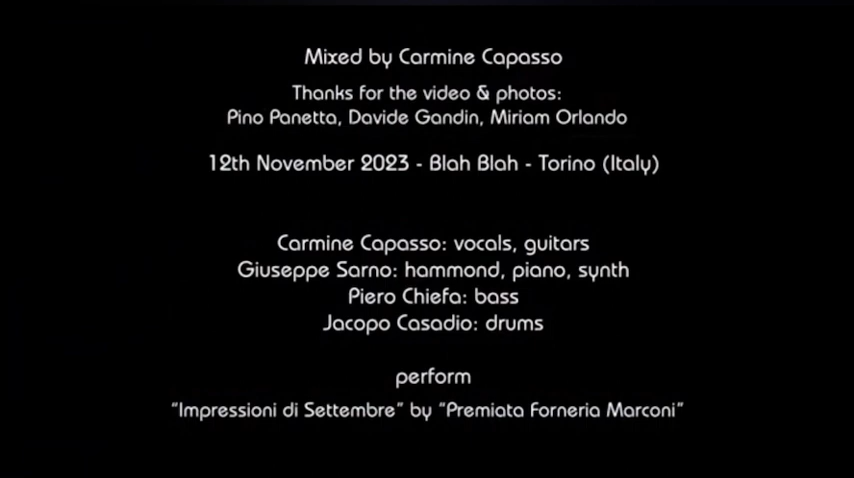 Mixed by Carmine Capasso
Thanks for the video & photos:
Pino Panetta, Davide Gandin, Miriam Orlando
12th November 2023 - Blah Blah - Torino (Italy)
Carmine Capasso: vocals, guitars
Giuseppe Sarno: hammond, piano, synth
Piero Chiefa: bass
Jacopo Casadio: drums
perform
“Impressioni di Settembre” by “Premiata Forneria Marconi”